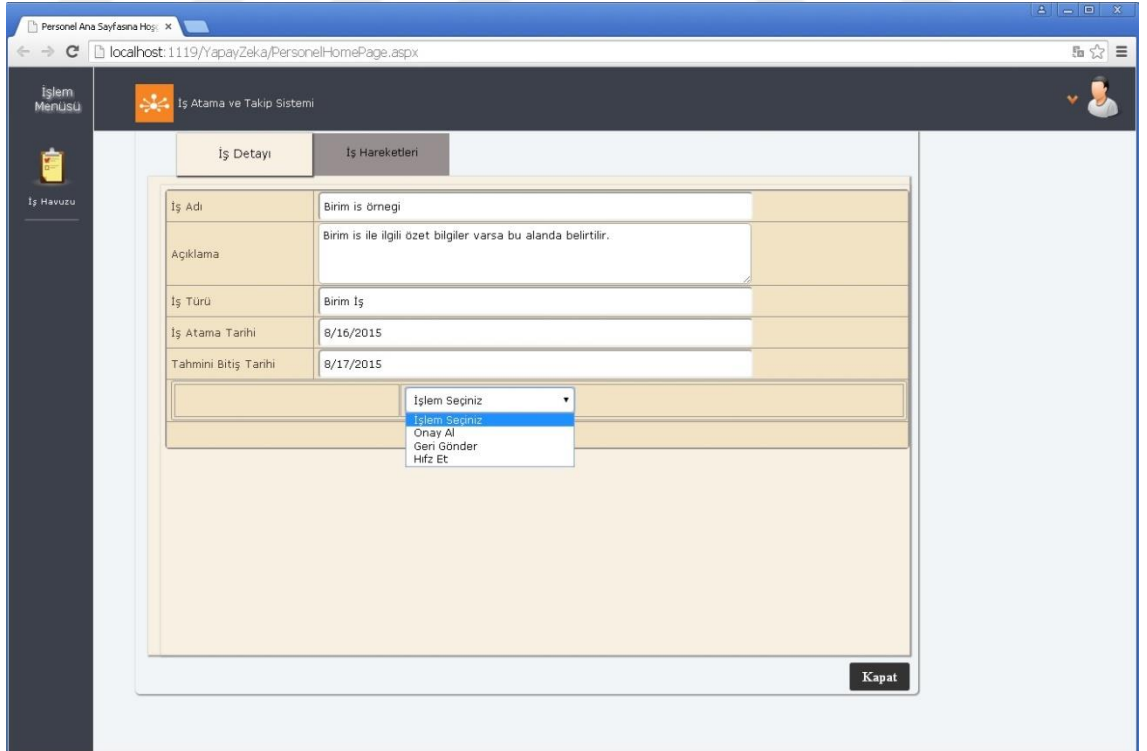 Personel Ana Sayfasına Hoş
localhost:1119/YapayZeka/PersonelHomePage.aspx
İşlem
Menüsü
İş Atama ve Takip Sistemi
İş Havuzu
İş Detayı
İş Hareketleri
İş Adı
Birim is örnegi
Açıklama
Birim is ile ilgili özet bilgiler varsa bu alanda belirtilir.
İş Türü
Birim İş
İş Atama Tarihi
8/16/2015
Tahmini Bitiş Tarihi
8/17/2015
İşlem Seçiniz
İşlem Seçiniz
Onay Al
Geri Gönder
Hıfz Et
Kapat